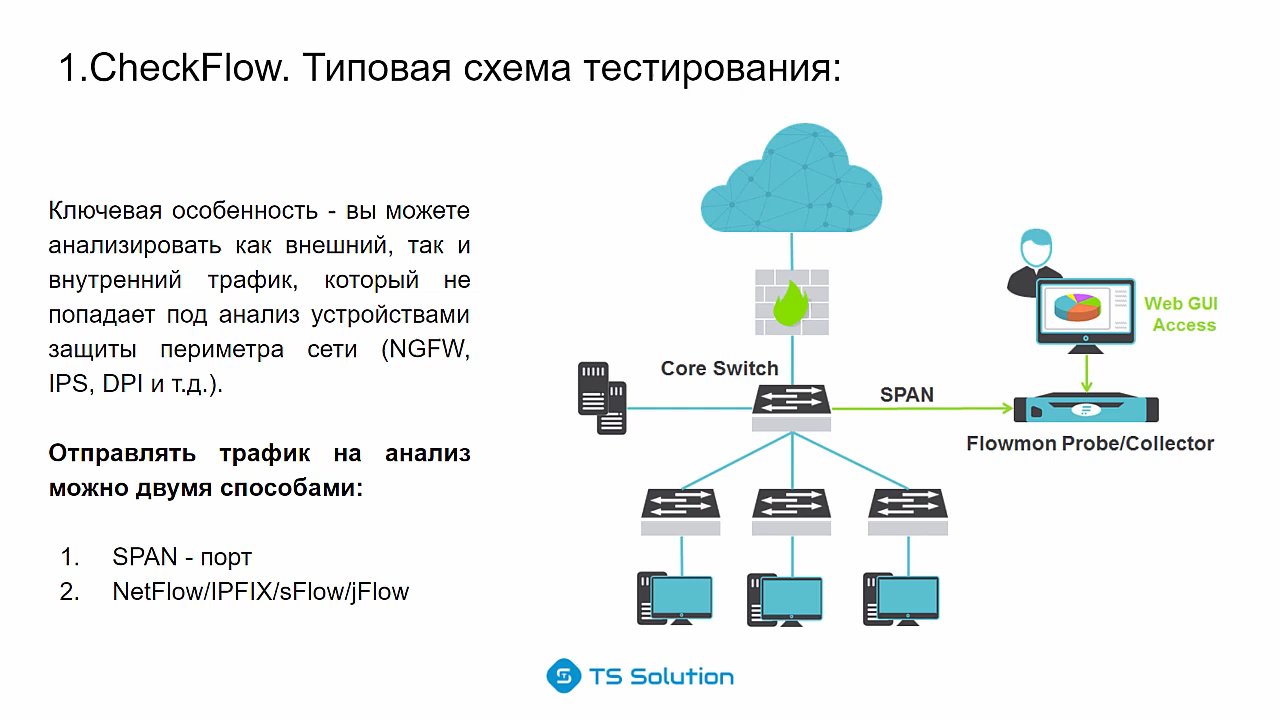 1.CheckFlow. Типовая схема тестирования:
Ключевая особенность - вы можете
анализировать как внешний, так и
внутренний трафик, который не
попадает под анализ устройствами
защиты периметра сети (NGFW,
IPS, DPI и т.д.).
Отправлять трафик на анализ
можно двумя способами:
1. SPAN - порт
2. NetFlow/IPFIX/sFlow/jFlow
Web GUI
Access
Core Switch
SPAN
Flowmon Probe/Collector
TS Solution